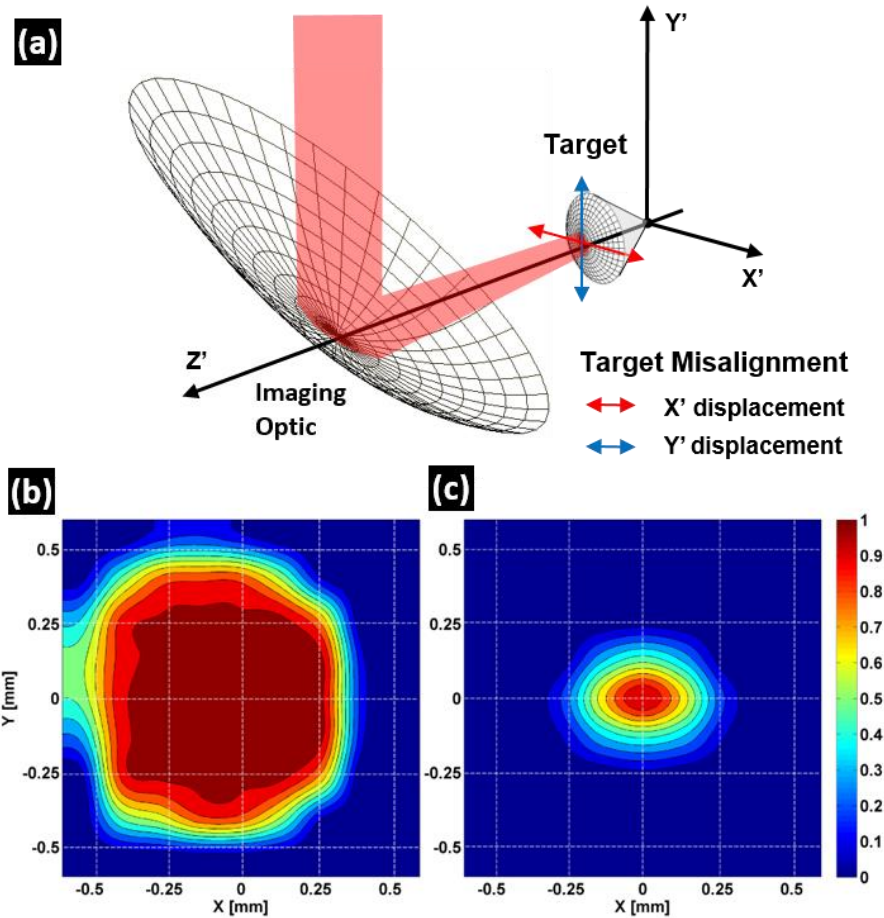 (a)
Y'
Target
X'
Z'
Imaging
Optic
Target Misalignment
X' displacement
Y' displacement
(b)
(c)
0.5
0.25
0
-0.25
-0.5
Y [mm]
-0.5
-0.25
0
0.25
0.5
X [mm]
0.5
0.25
0
-0.25
-0.5
-0.5
-0.25
0
0.25
0.5
X [mm]
1
0.9
0.8
0.7
0.6
0.5
0.4
0.3
0.2
0.1
0